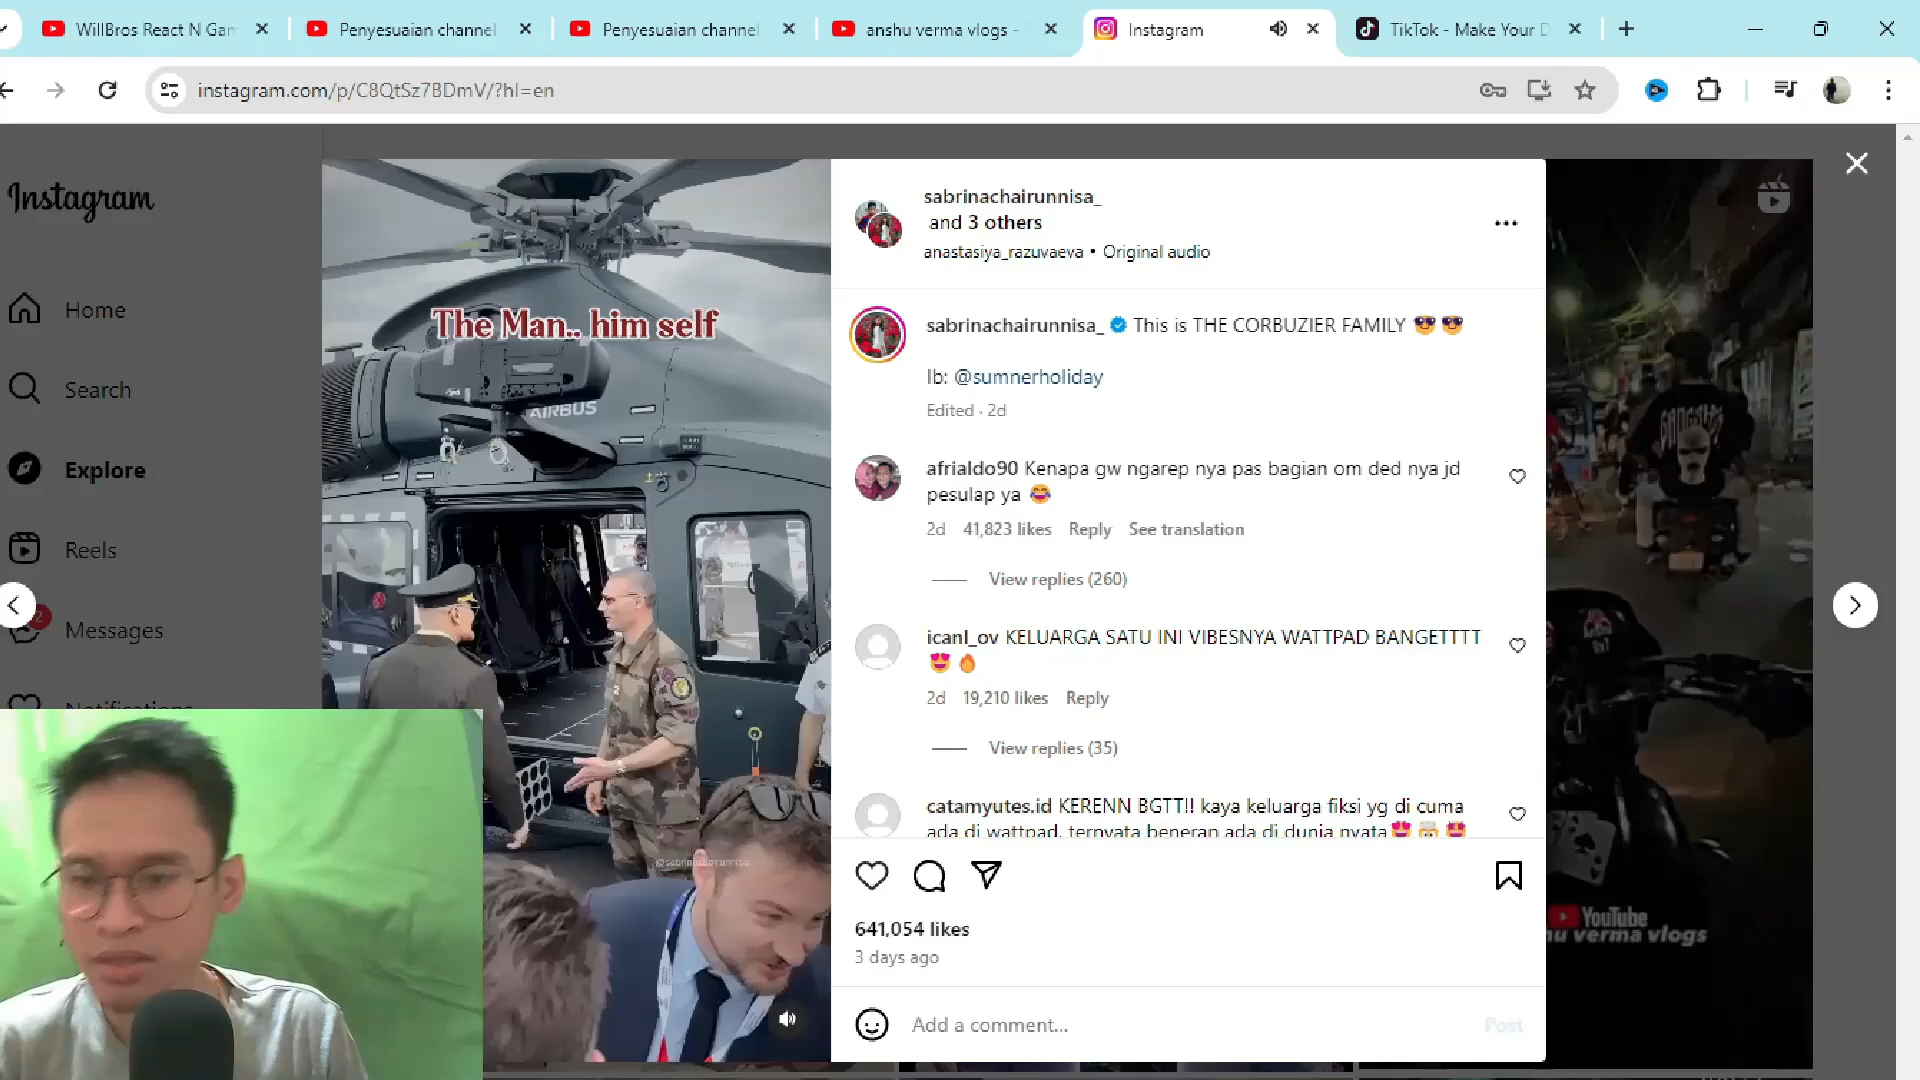 WillBros React N Gam
Penyesuaian channel
Penyesuaian channel
anshu verma vlogs -
Instagram
TikTok - Make Your D
instagram.com/p/C8QtSz7BDmV/?hl=en
Instagram
Home
Search
Explore
Reels
2
Messages
Notifications
The Man.. him self
AIRBUS
@sabrinachairunnisa_
sabrinachairunnisa_
and 3 others
anastasiya_razuvaeva • Original audio
sabrinachairunnisa_ This is THE CORBUZIER FAMILY 😎 😎
Ib: @sumnerholiday
Edited · 2d
afrialdo90 Kenapa gw ngarep nya pas bagian om ded nya jd
pesulap ya 😂
2d 41,823 likes Reply See translation
View replies (260)
icanl_ov KELUARGA SATU INI VIBESNYA WATTPAD BANGETTTT
😍 🔥
2d 19,210 likes Reply
View replies (35)
catamyutes.id KERENN BGTT!! kaya keluarga fiksi yg di cuma
ada di wattpad, ternyata beneran ada di dunia nyata😍 🤯 🤩
641,054 likes
3 days ago
Add a comment...
Post
GANGSTER
YouTube
hu verma vlogs